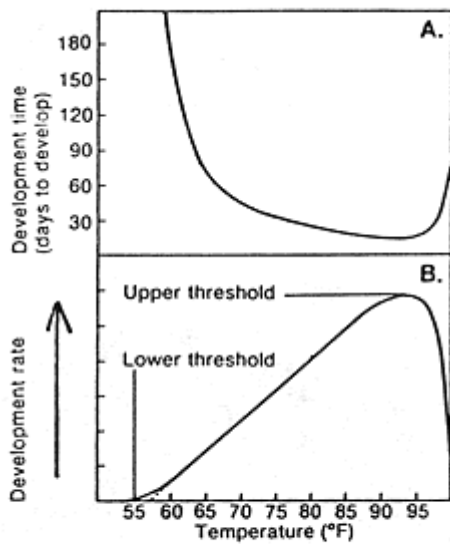 A.
Development time
(days to develop)
180
150
120
90
60
30
B.
Upper threshold
Lower threshold
Development rate
55 60 65 70 75 80 85 90 95
Temperature (°F)